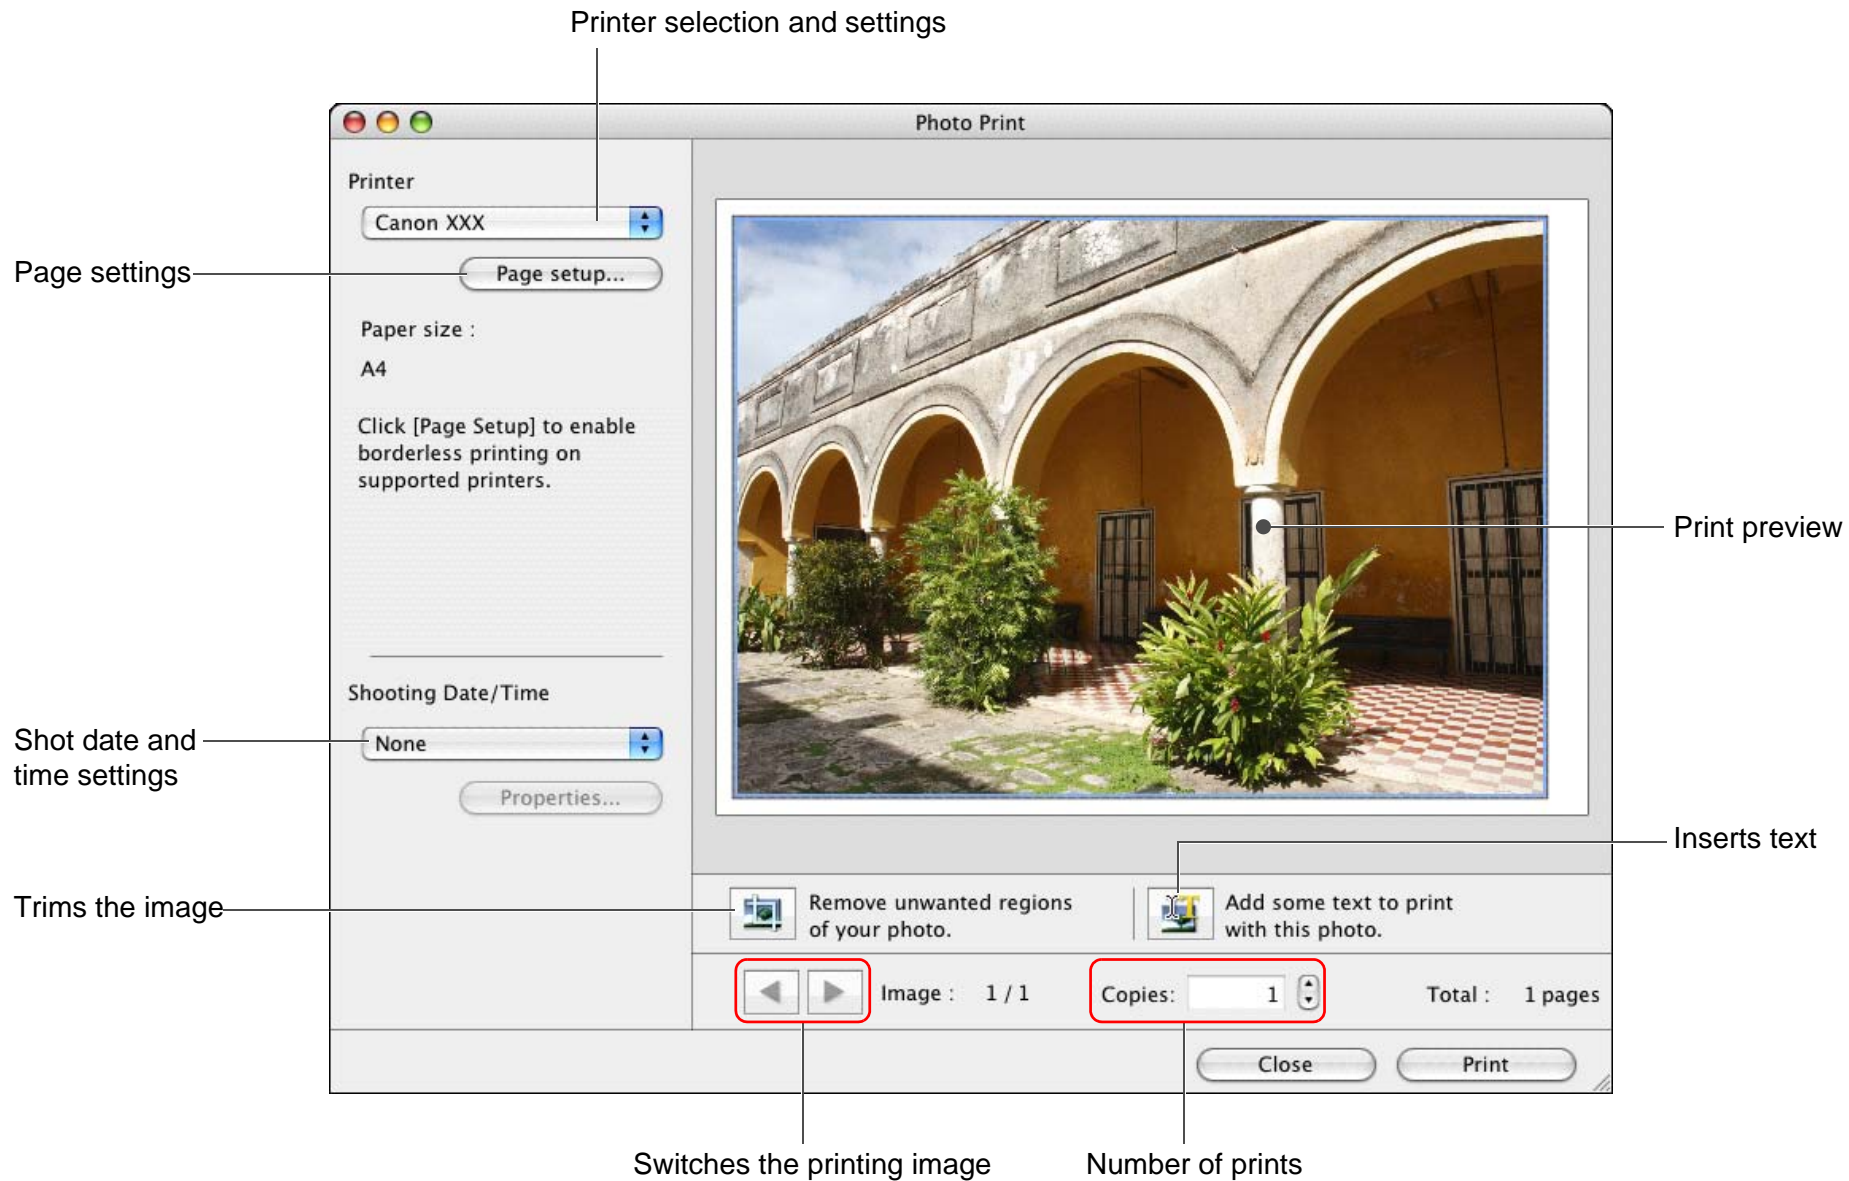 Printer selection and settings
Photo Print
Printer
Canon XXX
Page settings
Page setup...
Paper size :
A4
Click [Page Setup] to enable
borderless printing on
supported printers.
Print preview
Shooting Date/Time
Shot date and
time settings
None
Properties...
Inserts text
Trims the image
Remove unwanted regions
of your photo.
Add some text to print
with this photo.
Image : 1 / 1
Copies: 1
Total : 1 pages
Close
Print
Switches the printing image
Number of prints